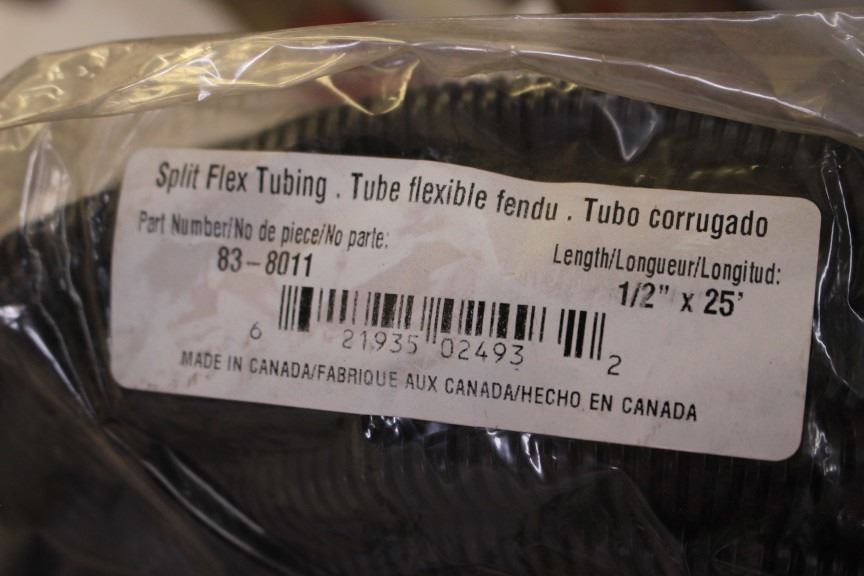 Split Flex Tubing . Tube flexible fendu . Tubo corrugado
Part Number/No de piece/No parte:
83-8011
Length/Longueur/Longitud:
1/2" x 25'
6 21935 02493 2
MADE IN CANADA/FABRIQUE AUX CANADA/HECHO EN CANADA